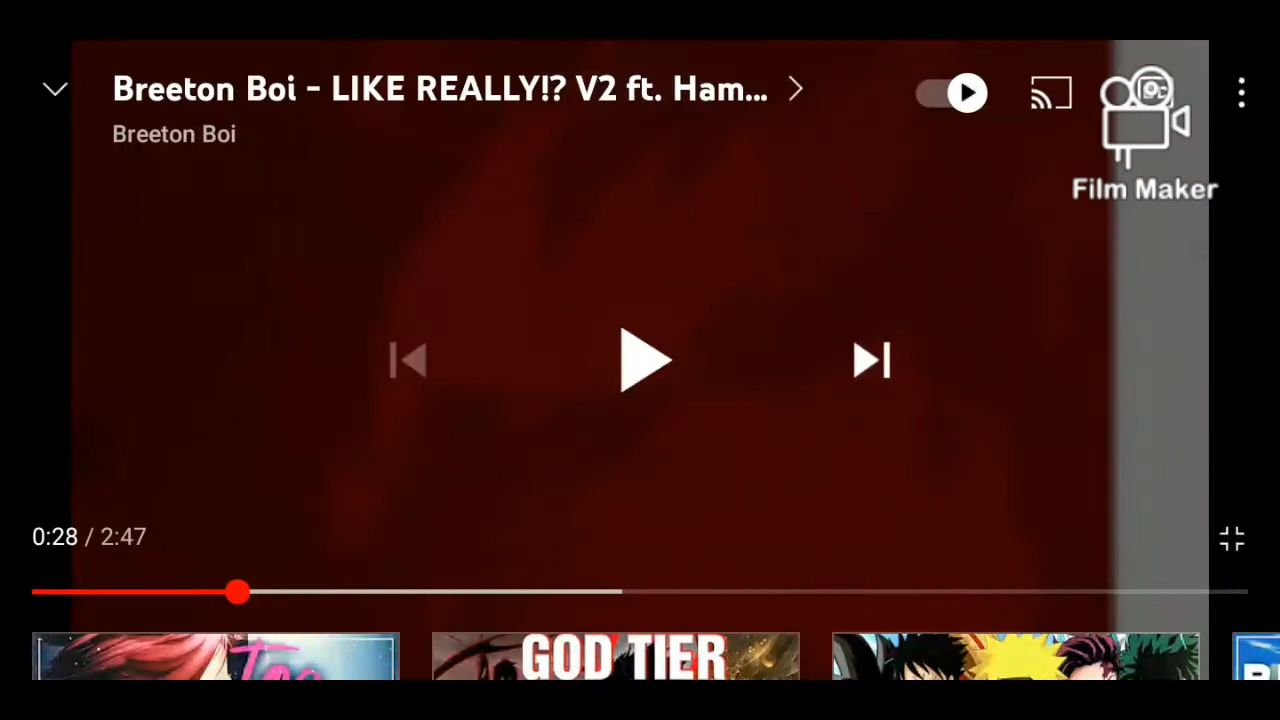 Breeton Boi - LIKE REALLY!? V2 ft. Ham...
Breeton Boi
Film Maker
0:28 / 2:47
GOD TIER